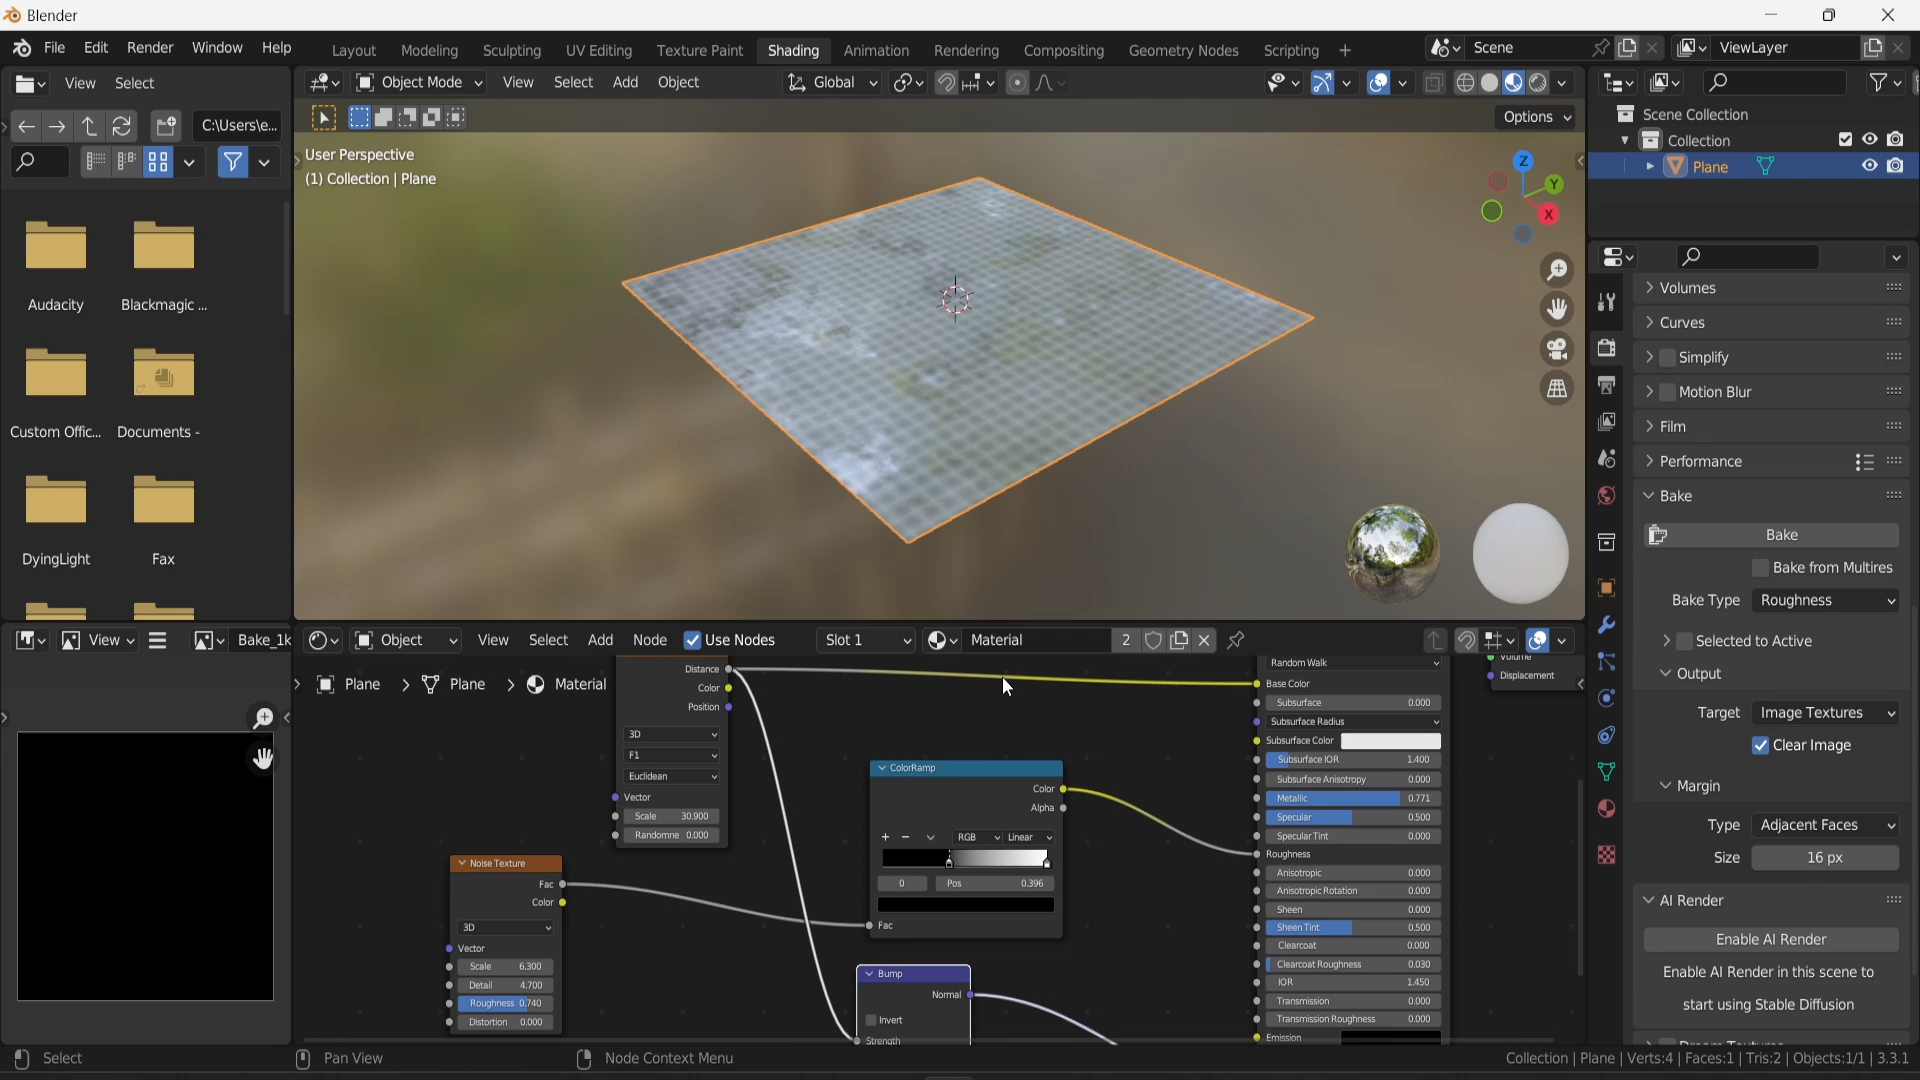 Blender
File Edit Render Window Help
Layout Modeling Sculpting UV Editing Texture Paint Shading Animation Rendering Compositing Geometry Nodes Scripting +
Scene
ViewLayer
View Select
Object Mode View Select Add Object
Global
C:\Users\e...
Options
User Perspective
(1) Collection | Plane
Z
Y
X
Scene Collection
Collection
Plane
Audacity Blackmagic ...
Custom Offic... Documents -
DyingLight Fax
Volumes
Curves
Simplify
Motion Blur
Film
Performance
Bake
Bake
Bake from Multires
Bake Type Roughness
Selected to Active
Output
Target Image Textures
Clear Image
Margin
Type Adjacent Faces
Size 16 px
AI Render
Enable AI Render
Enable AI Render in this scene to
start using Stable Diffusion
View Bake_1k
Object View Select Add Node Use Nodes Slot 1 Material 2
Plane > Plane > Material
Distance
Color
Position
3D
F1
Euclidean
Vector
Scale 30.900
Randomne 0.000
Noise Texture
Fac
Color
3D
Vector
Scale 6.300
Detail 4.700
Roughness 0.740
Distortion 0.000
ColorRamp
Color
Alpha
RGB Linear
0 Pos 0.396
Fac
Bump
Normal
Invert
Strength
Random Walk
Base Color
Subsurface 0.000
Subsurface Radius
Subsurface Color
Subsurface IOR 1.400
Subsurface Anisotropy 0.000
Metallic 0.771
Specular 0.500
Specular Tint 0.000
Roughness
Anisotropic 0.000
Anisotropic Rotation 0.000
Sheen 0.000
Sheen Tint 0.500
Clearcoat 0.000
Clearcoat Roughness 0.030
IOR 1.450
Transmission 0.000
Transmission Roughness 0.000
Emission
Volume
Displacement
Select Pan View Node Context Menu
Collection | Plane | Verts:4 | Faces:1 | Tris:2 | Objects:1/1 | 3.3.1